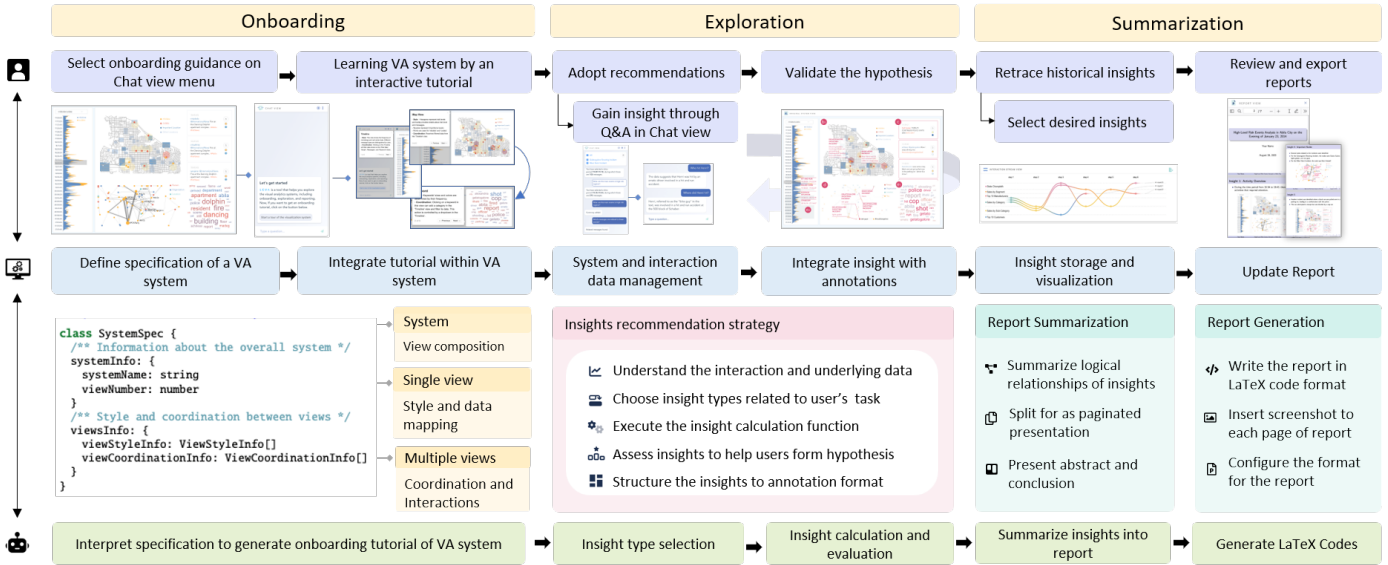 Onboarding
Exploration
Summarization
Select onboarding guidance on
Chat view menu
Learning VA system by an
interactive tutorial
Adopt recommendations
Validate the hypothesis
Retrace historical insights
Review and export
reports
Gain insight through
Q&A in Chat view
Select desired insights
Let's get started
dolphin
resident fire
dancing
building
shot
cop
Define specification of a VA
system
Integrate tutorial within VA
system
System and interaction
data management
Integrate insight with
annotations
Insight storage and
visualization
Update Report
class SystemSpec {
/** Information about the overall system */
systemInfo: {
systemName: string
viewNumber: number
}
/** Style and coordination between views */
viewsInfo: {
viewStyleInfo: ViewStyleInfo[]
viewCoordinationInfo: ViewCoordinationInfo[]
}
}
System
View composition
Single view
Style and data
mapping
Multiple views
Coordination and
Interactions
Insights recommendation strategy
Understand the interaction and underlying data
Choose insight types related to user's task
Execute the insight calculation function
Assess insights to help users form hypothesis
Structure the insights to annotation format
Report Summarization
Summarize logical
relationships of insights
Split for as paginated
presentation
Present abstract and
conclusion
Report Generation
Write the report in
LaTeX code format
Insert screenshot to
each page of report
Configure the format
for the report
Interpret specification to generate onboarding tutorial of VA system
Insight type selection
Insight calculation and
evaluation
Summarize insights into
report
Generate LaTeX Codes